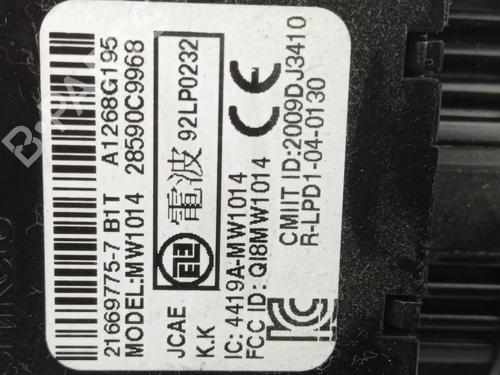 21669775-7 B1T A1268G195
MODEL:MW1014 28590C9968
JCAE
K.K
電波 92LP0232
IC: 4419A-MW1014
FCC ID: QI8MW1014
CMIIT ID:2009DJ3410
R-LPD1-04-0130